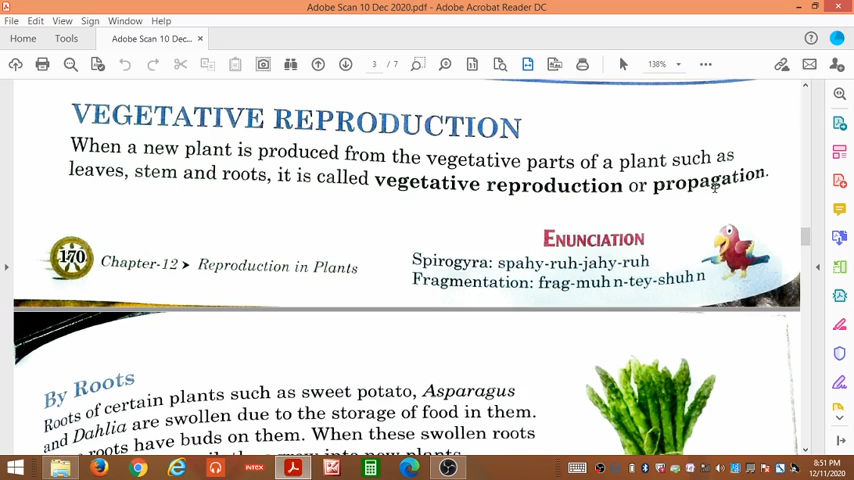 Adobe Scan 10 Dec 2020.pdf - Adobe Acrobat Reader DC
File Edit View Sign Window Help
Home Tools Adobe Scan 10 Dec... ×
3 / 7 138%
VEGETATIVE REPRODUCTION
When a new plant is produced from the vegetative parts of a plant such as
leaves, stem and roots, it is called vegetative reproduction or propagation.
170 Chapter-12 ➤ Reproduction in Plants
ENUNCIATION
Spirogyra: spahy-ruh-jahy-ruh
Fragmentation: frag-muhn-tey-shuhn
By Roots
Roots of certain plants such as sweet potato, Asparagus
and Dahlia are swollen due to the storage of food in them.
roots have buds on them. When these swollen roots
INTEX
8:51 PM
12/11/2020